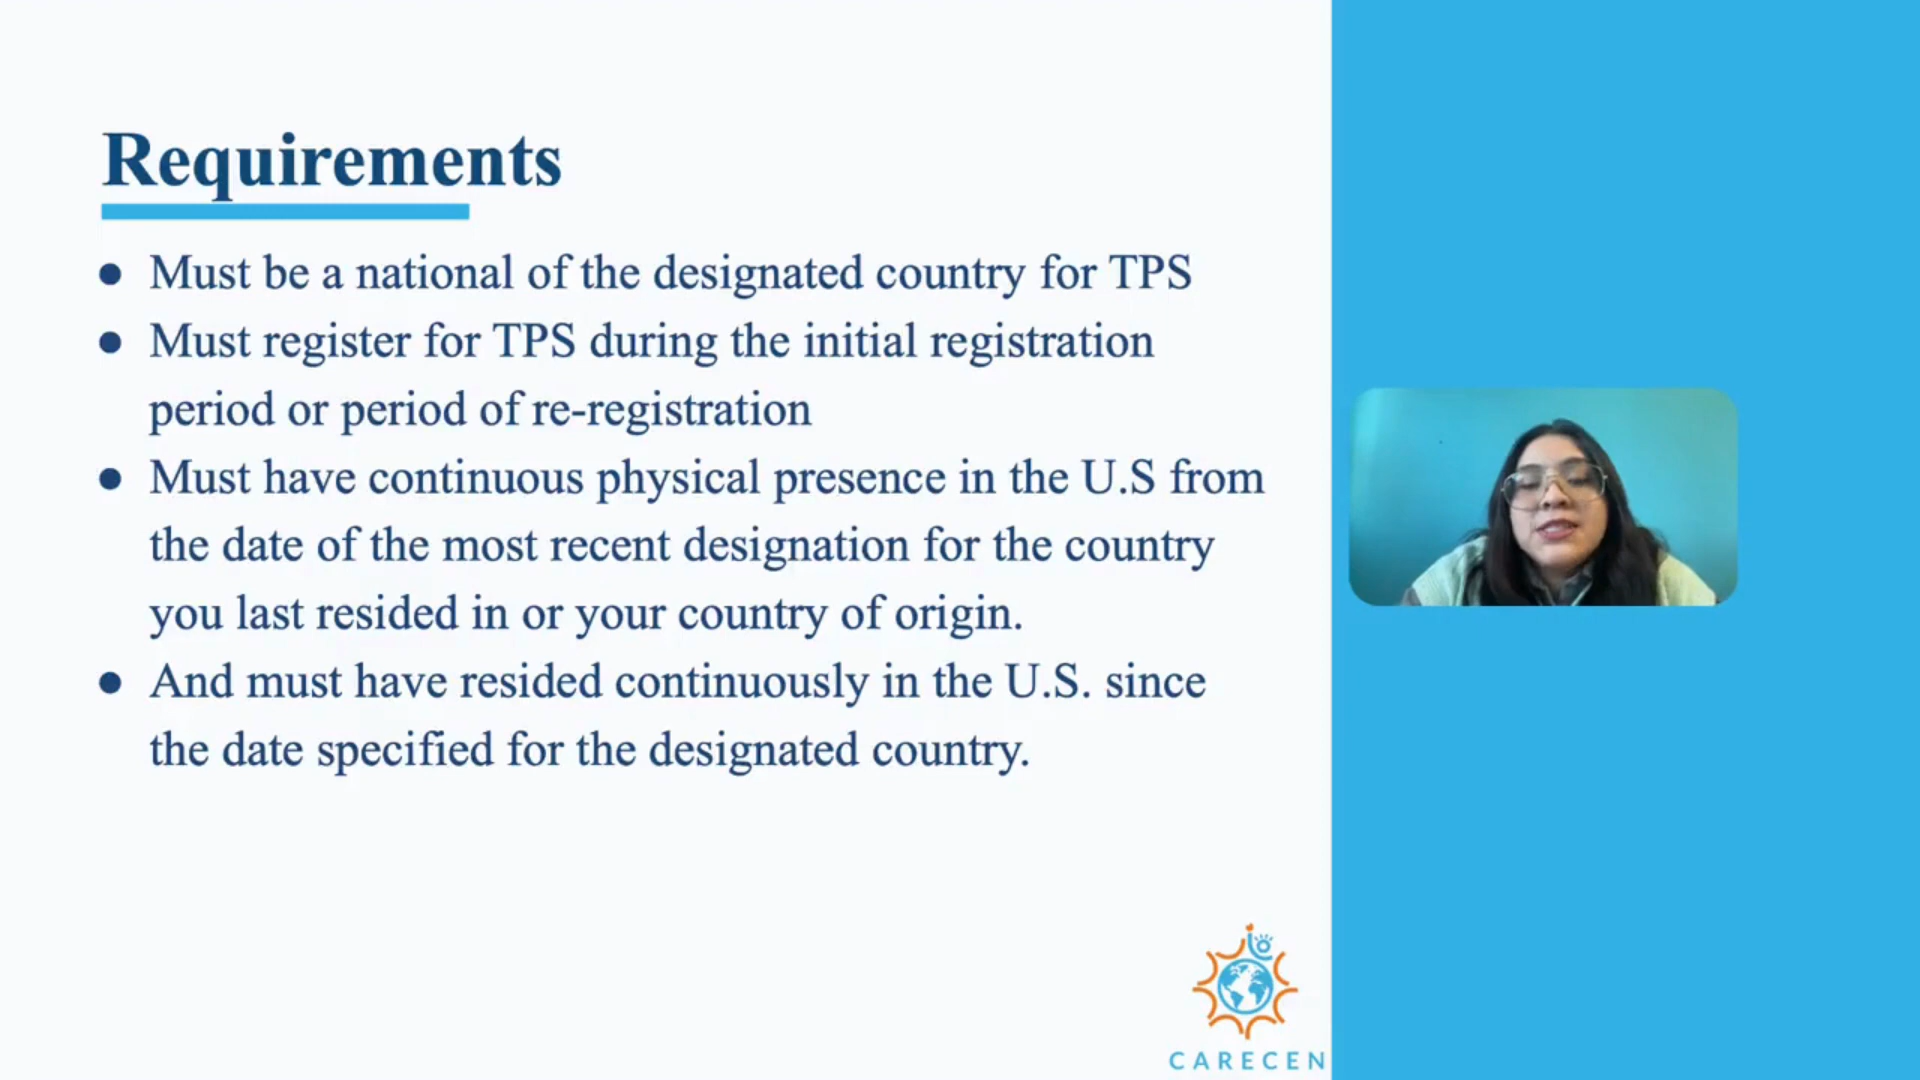 Requirements
● Must be a national of the designated country for TPS
● Must register for TPS during the initial registration
period or period of re-registration
● Must have continuous physical presence in the U.S from
the date of the most recent designation for the country
you last resided in or your country of origin.
● And must have resided continuously in the U.S. since
the date specified for the designated country.
CARECEN